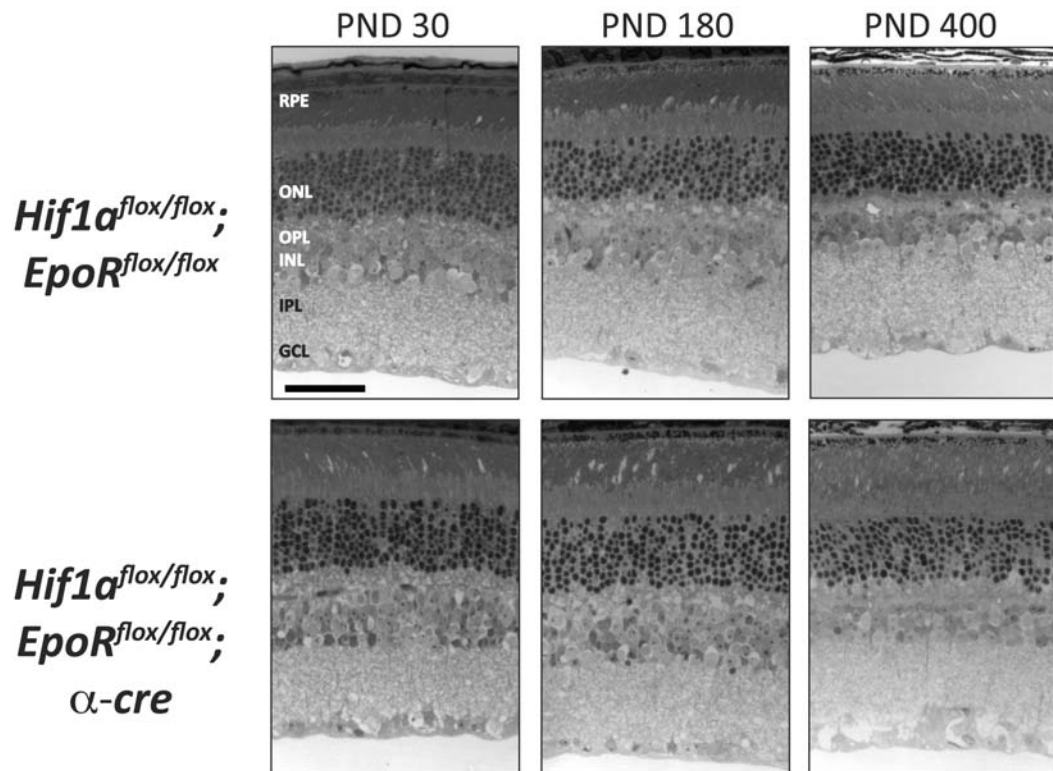 PND 30 PND 180 PND 400
Hif1a^flox/flox;
EpoR^flox/flox
RPE
ONL
OPL
INL
IPL
GCL
Hif1a^flox/flox;
EpoR^flox/flox;
α-cre